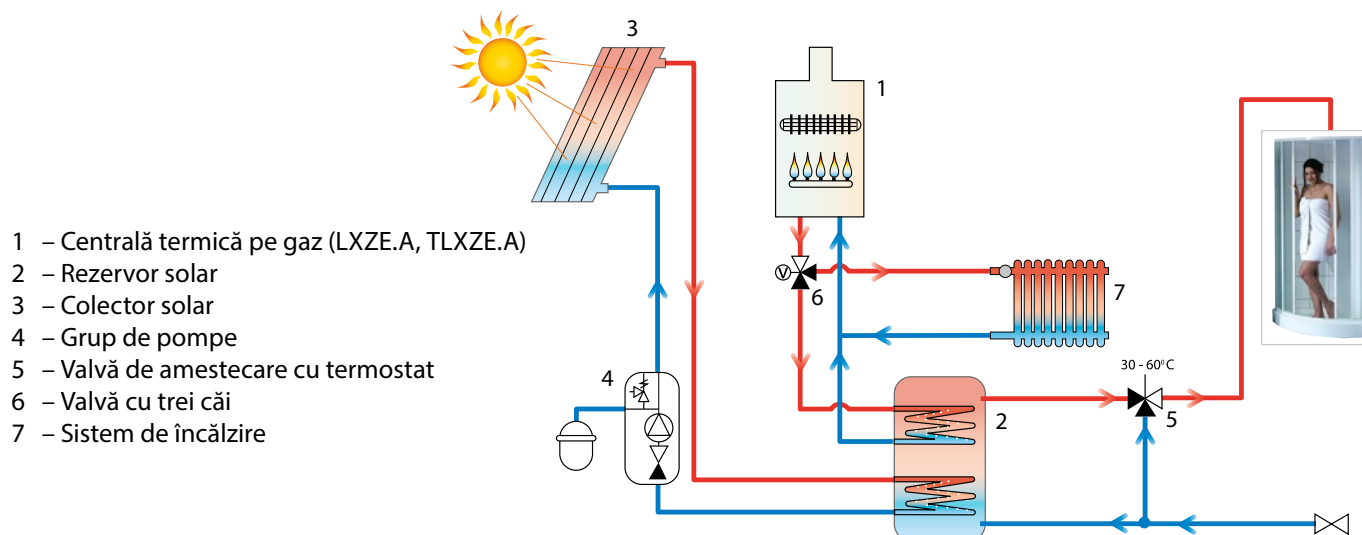 3
1
1 – Centrală termică pe gaz (LXZE.A, TLXZE.A)
2 – Rezervor solar
3 – Colector solar
4 – Grup de pompe
5 – Valvă de amestecare cu termostat
6 – Valvă cu trei căi
7 – Sistem de încălzire
V
6
7
4
30 - 60⁰C
2
5